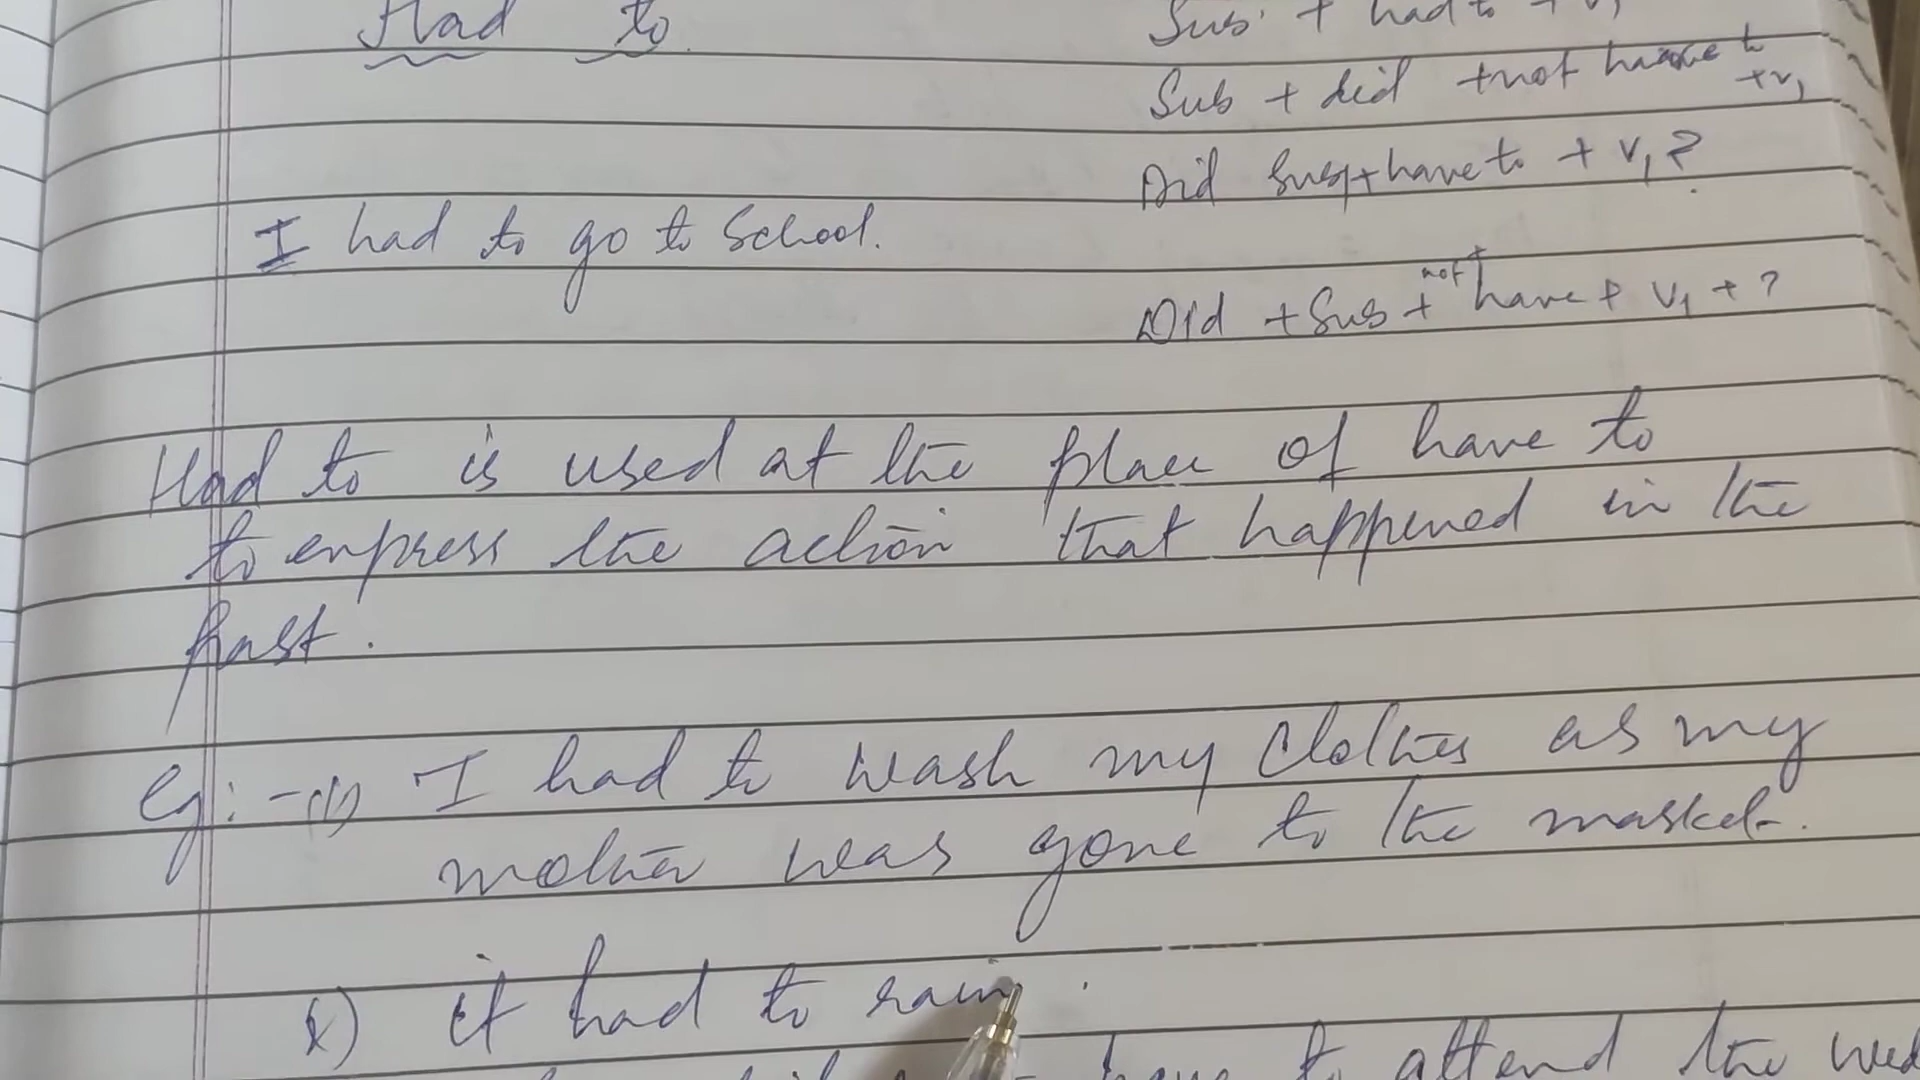 Had to
Sub + had to + V1
Sub + did + not have to
+V1
Did Sub + have to + V1 ?
I had to go to School.
Did + Sub + not + have + V1 + ?
Had to is used at the place of have to
to express the action that happened in the
past.
eg:- (1) I had to wash my clothes as my
mother was gone to the market.
it had to rain.
have to attend the wed